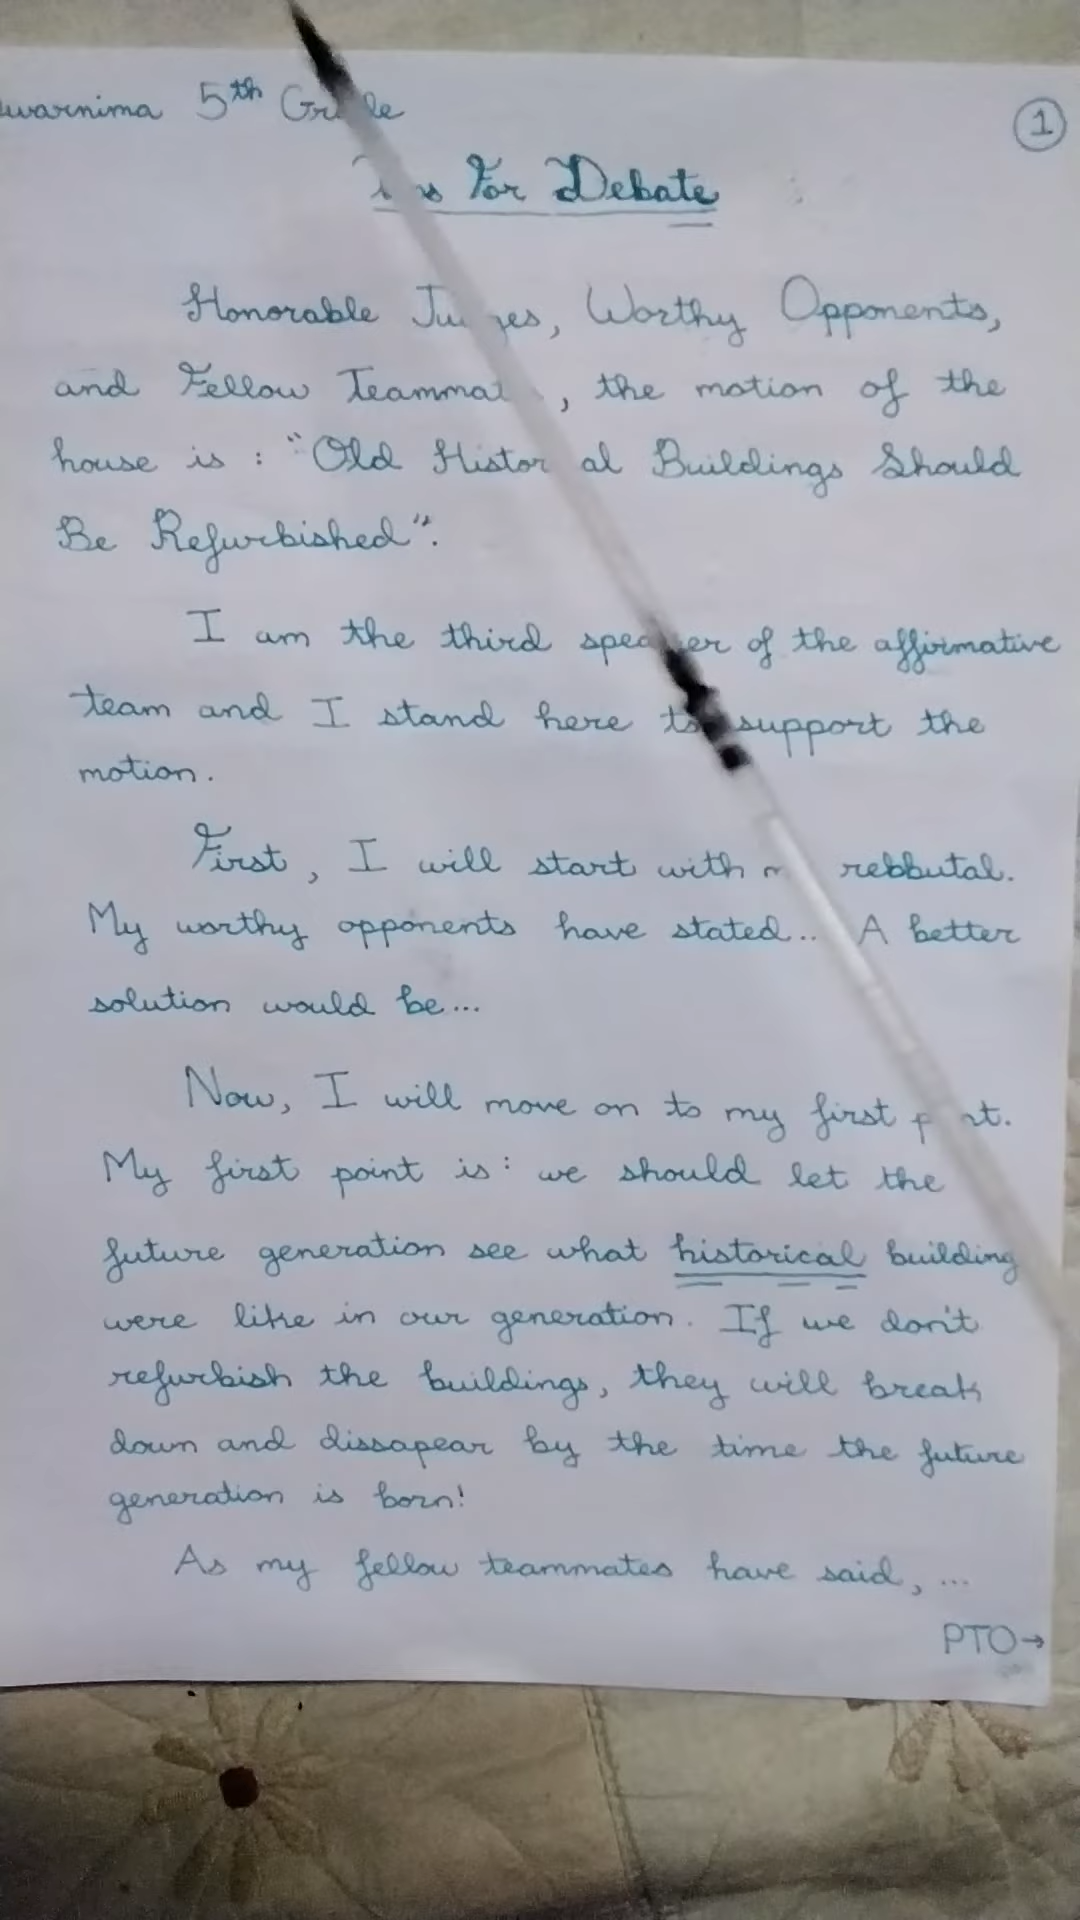 warnima 5th
1
For Debate
Honorable Worthy Opponents,
and Fellow the motion of the
house is : "Old Buildings Should
Be Refurbished".
I am the third of the affirmative
team and I stand here to support the
motion.
First, I will start with rebbutal.
My worthy opponents have stated.. A better
solution would be...
Now, I will move on to my first
My first point is: we should let the
future generation see what historical building
were like in our generation. If we don't
refurbish the buildings, they will break
down and dissapear by the time the future
generation is born!
As my fellow teammates have said, ...
PTO→